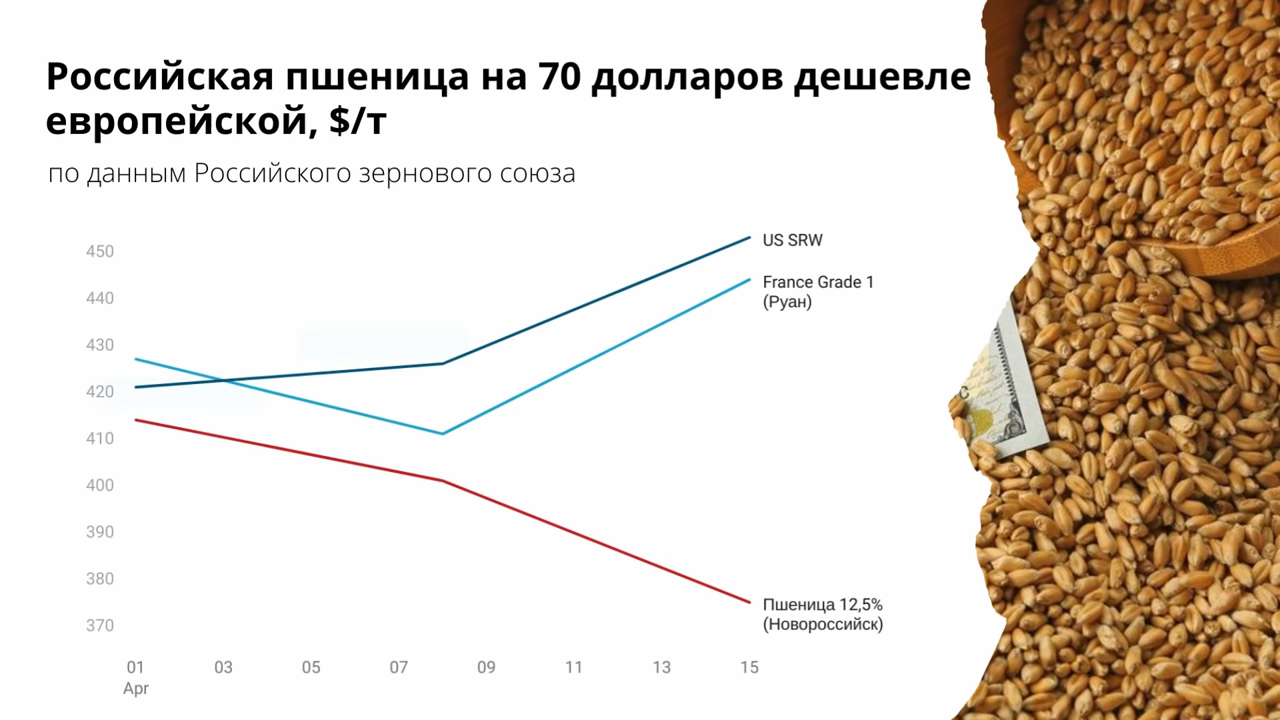 Российская пшеница на 70 долларов дешевле
европейской, $/т
по данным Российского зернового союза
450
440
430
420
410
400
390
380
370
US SRW
France Grade 1
(Руан)
Пшеница 12,5%
(Новороссийск)
01 03 05 07 09 11 13 15
Apr